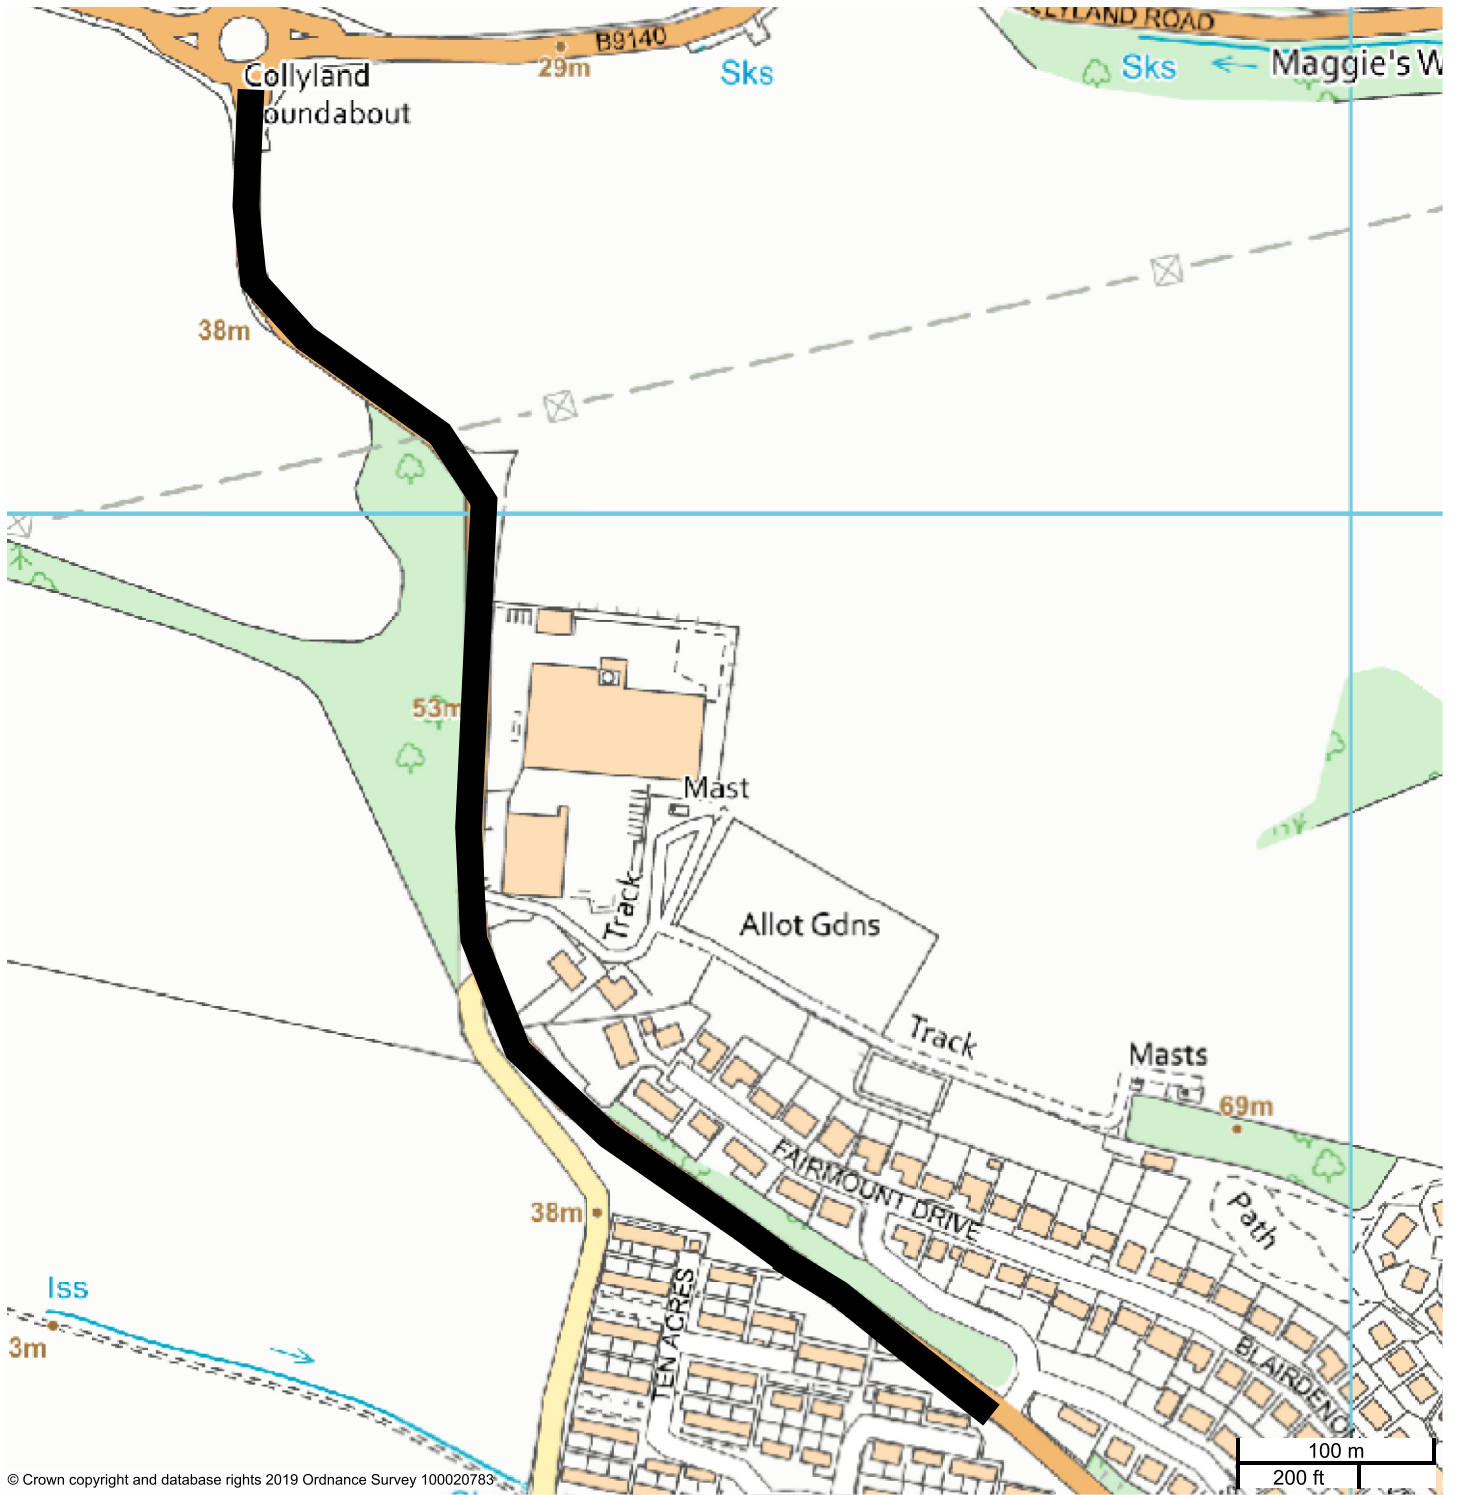 LYLAND ROAD
B9140
29m
Sks
Sks
Maggie's W
Collyland
oundabout
38m
53m
Mast
Track
Allot Gdns
Track
Masts
69m
FAIRMOUNT DRIVE
Path
38m
TEN ACRES
Iss
3m
BLAIRDENO
100 m
200 ft
© Crown copyright and database rights 2019 Ordnance Survey 100020783